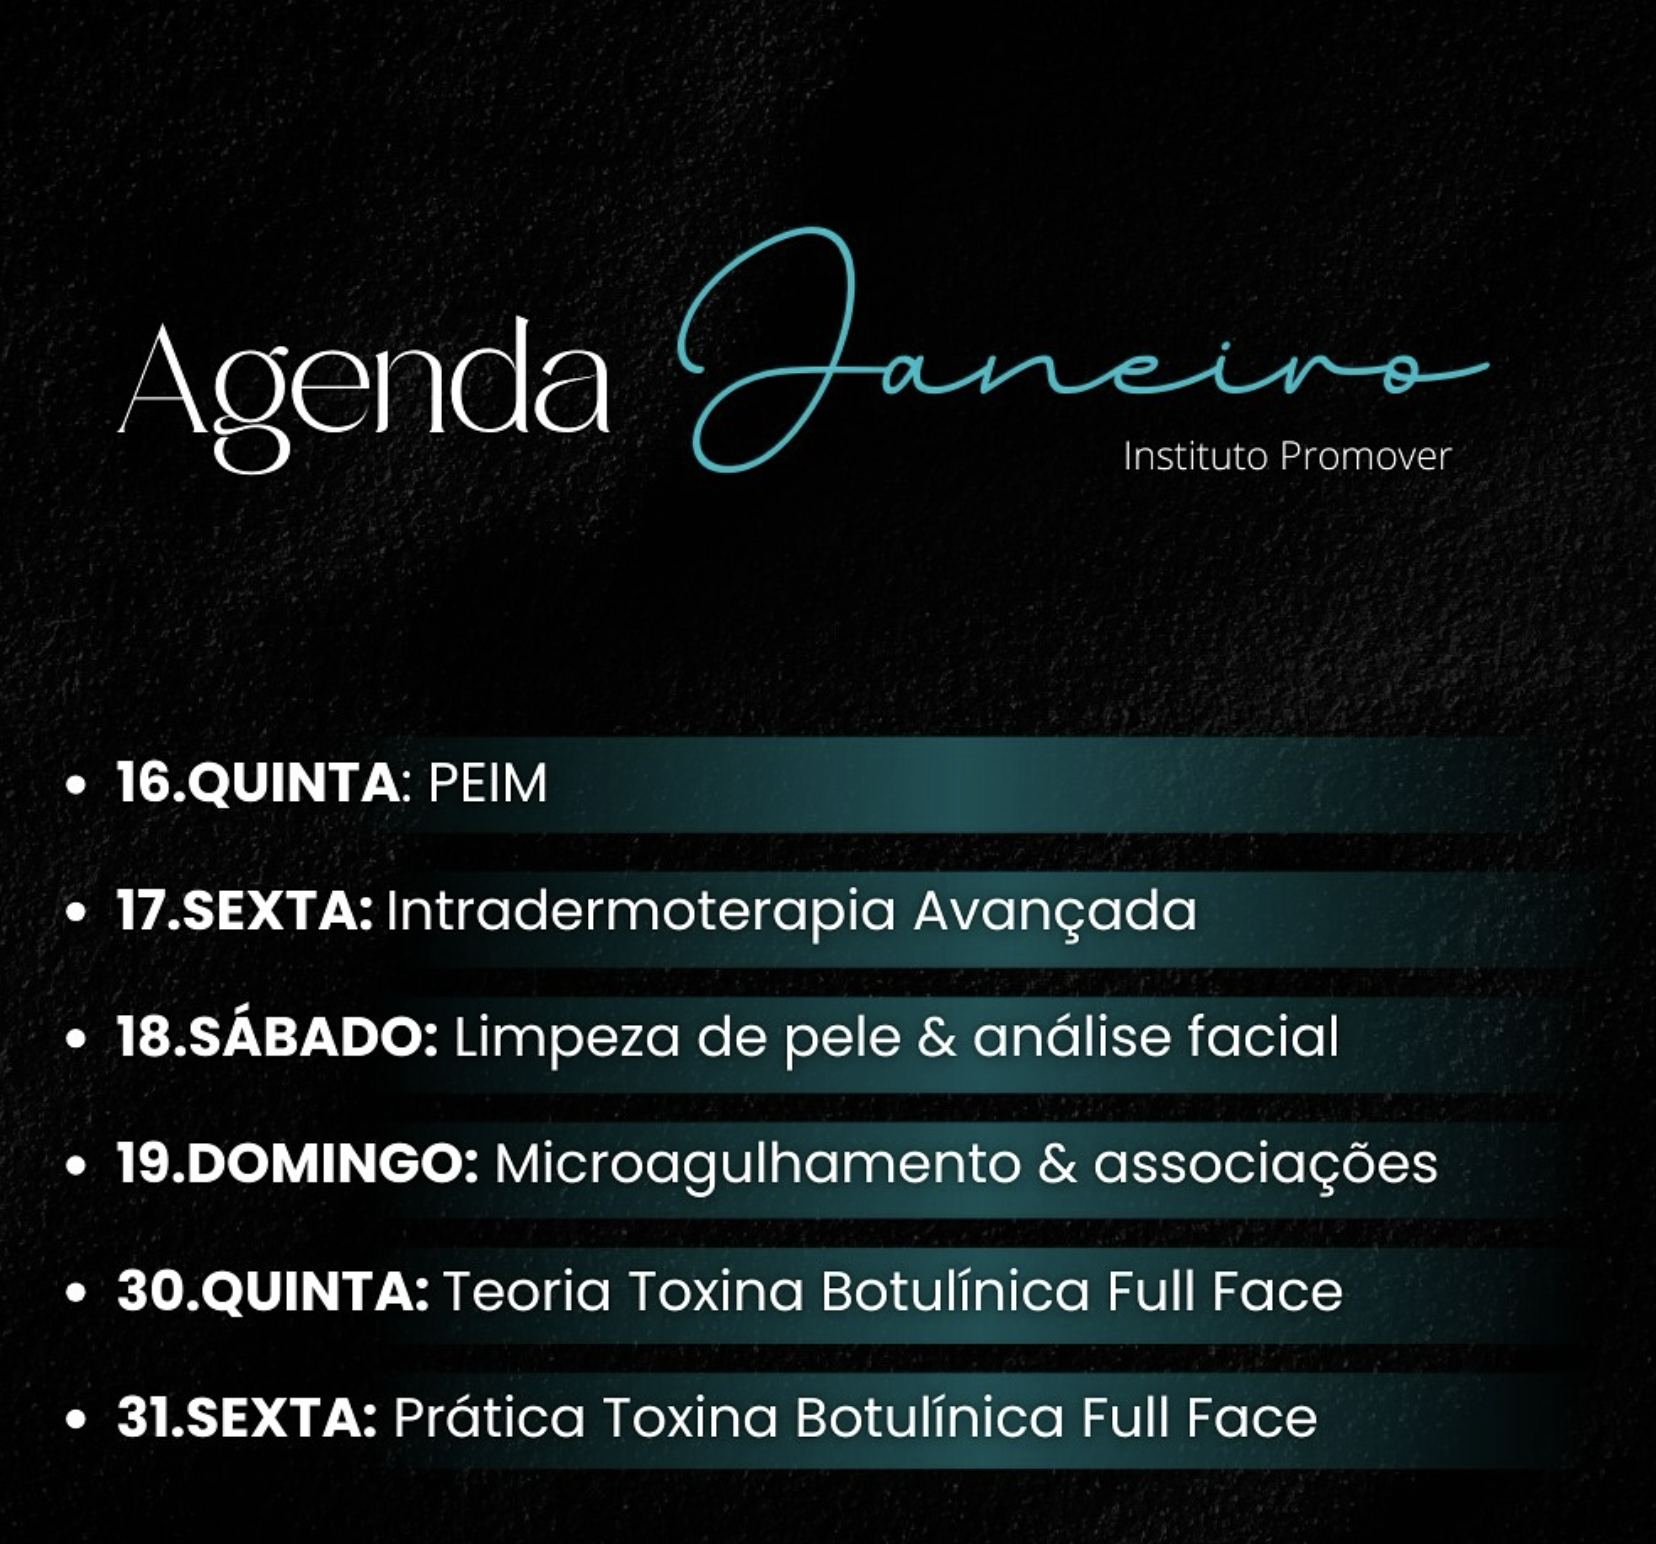 Agenda Janeiro
Instituto Promover
• 16.QUINTA: PEIM
• 17.SEXTA: Intradermoterapia Avançada
• 18.SÁBADO: Limpeza de pele & análise facial
• 19.DOMINGO: Microagulhamento & associações
• 30.QUINTA: Teoria Toxina Botulínica Full Face
• 31.SEXTA: Prática Toxina Botulínica Full Face